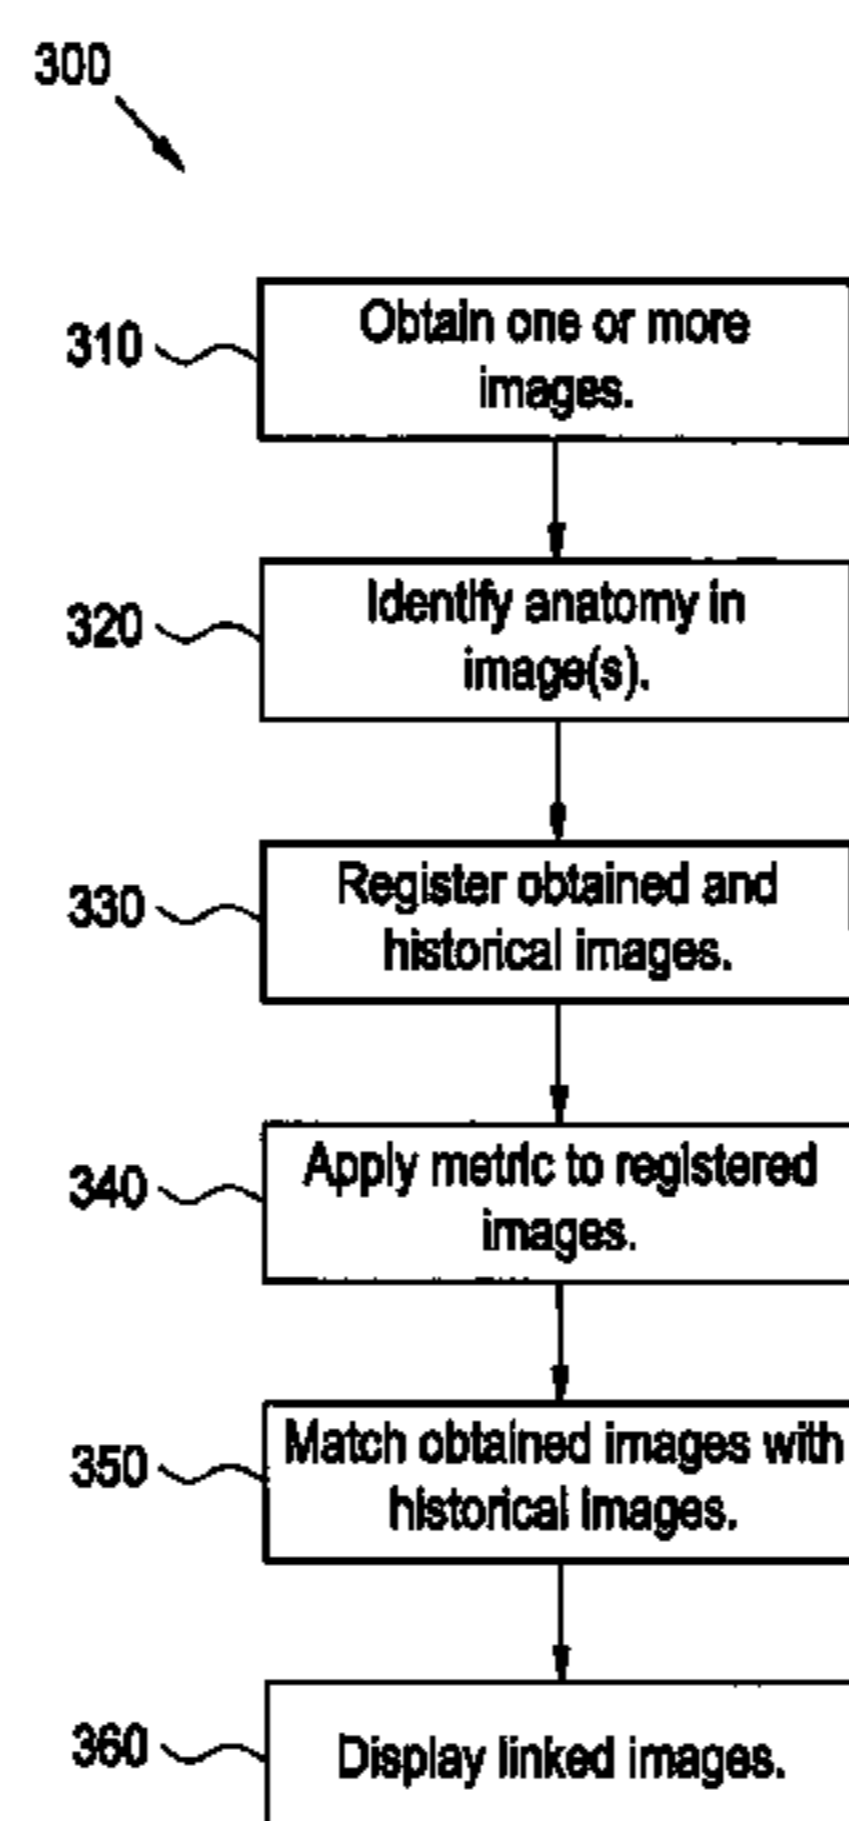 300
310
Obtain one or more
images.
320
Identify anatomy in
image(s).
330
Register obtained and
historical images.
340
Apply metric to registered
images.
350
Match obtained images with
historical images.
360
Display linked images.